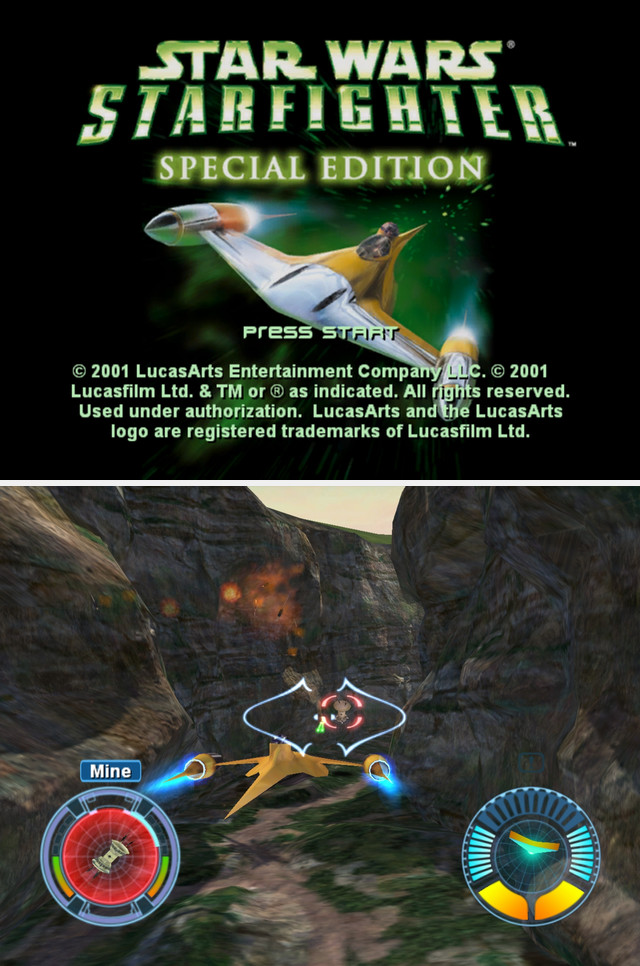 STAR WARS®
STARFIGHTER™
SPECIAL EDITION
PRESS START
© 2001 LucasArts Entertainment Company LLC. © 2001
Lucasfilm Ltd. & TM or ® as indicated. All rights reserved.
Used under authorization. LucasArts and the LucasArts
logo are registered trademarks of Lucasfilm Ltd.
Mine